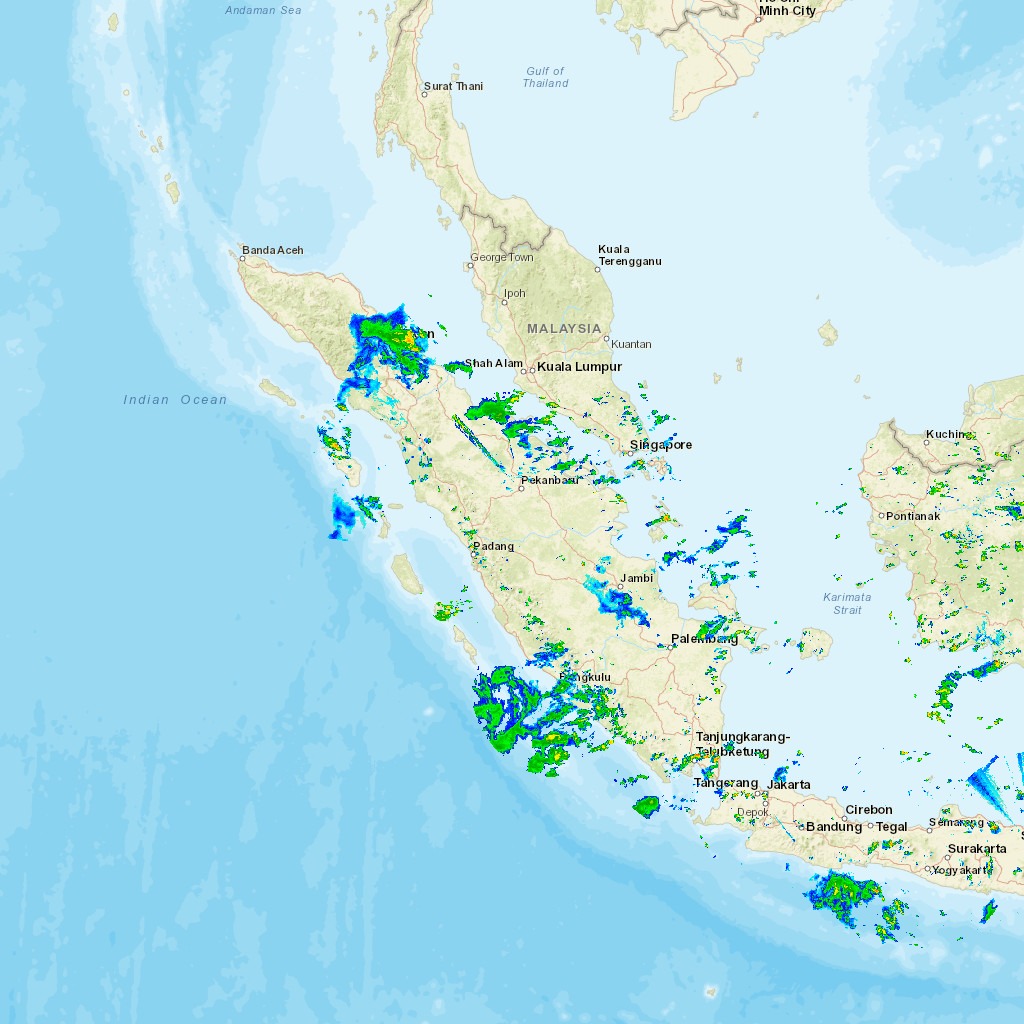 Andaman Sea
Minh City
Gulf of
Thailand
Surat Thani
Banda Aceh
George Town
Kuala
Terengganu
Ipoh
MALAYSIA
Kuantan
Shah Alam
Kuala Lumpur
Indian Ocean
Singapore
Kuching
Pekanbaru
Pontianak
Padang
Jambi
Karimata
Strait
Palembang
Tanjungkarang-
Telukbetung
Tangerang
Jakarta
Depok
Cirebon
Bandung
Tegal
Semarang
Surakarta
Yogyakarta